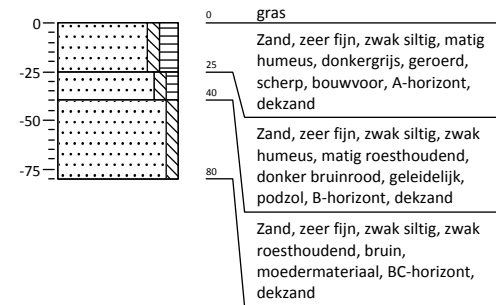 0
-25
-50
-75
0
25
40
80
gras
Zand, zeer fijn, zwak siltig, matig
humeus, donkergrijs, geroerd,
scherp, bouwvoor, A-horizont,
dekzand
Zand, zeer fijn, zwak siltig, zwak
humeus, matig roesthoudend,
donker bruinrood, geleidelijk,
podzol, B-horizont, dekzand
Zand, zeer fijn, zwak siltig, zwak
roesthoudend, bruin,
moedermateriaal, BC-horizont,
dekzand